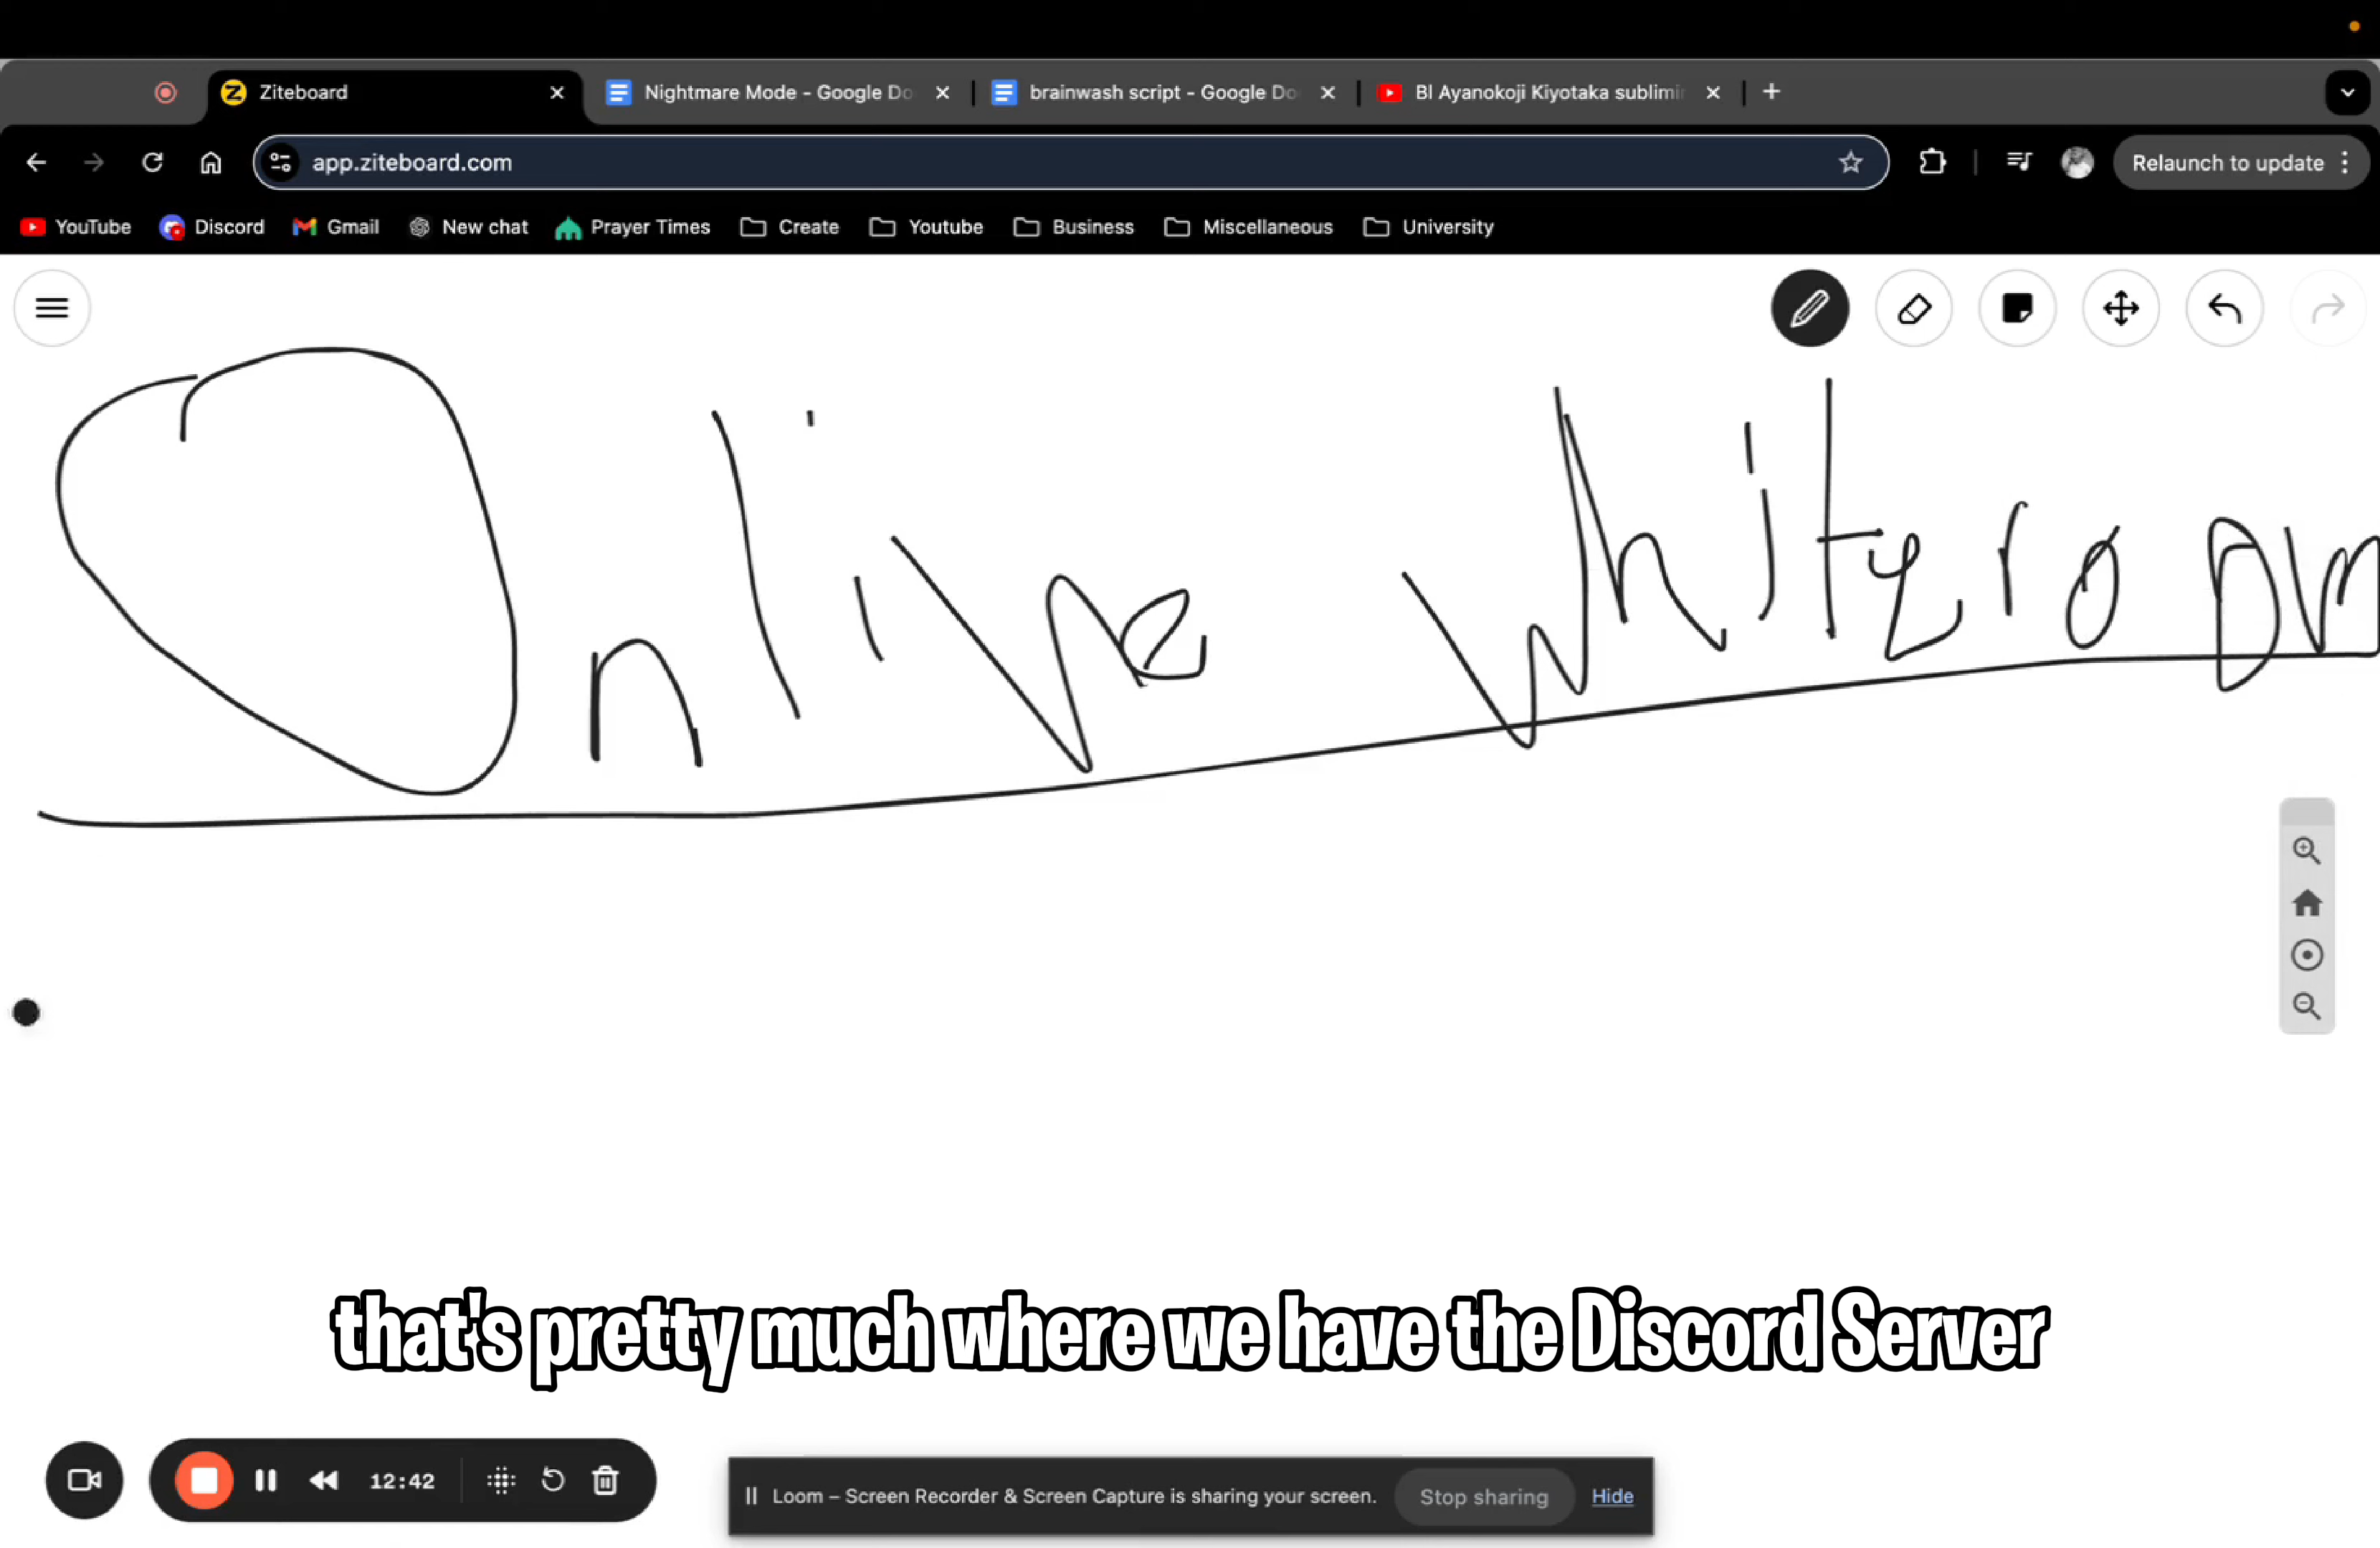 Ziteboard
Nightmare Mode - Google Do
brainwash script - Google Do
BI Ayanokoji Kiyotaka sublimin
app.ziteboard.com
Relaunch to update
YouTube
Discord
Gmail
New chat
Prayer Times
Create
Youtube
Business
Miscellaneous
University
Online whiteroom
that's pretty much where we have the Discord Server
12:42
Loom – Screen Recorder & Screen Capture is sharing your screen.
Stop sharing
Hide